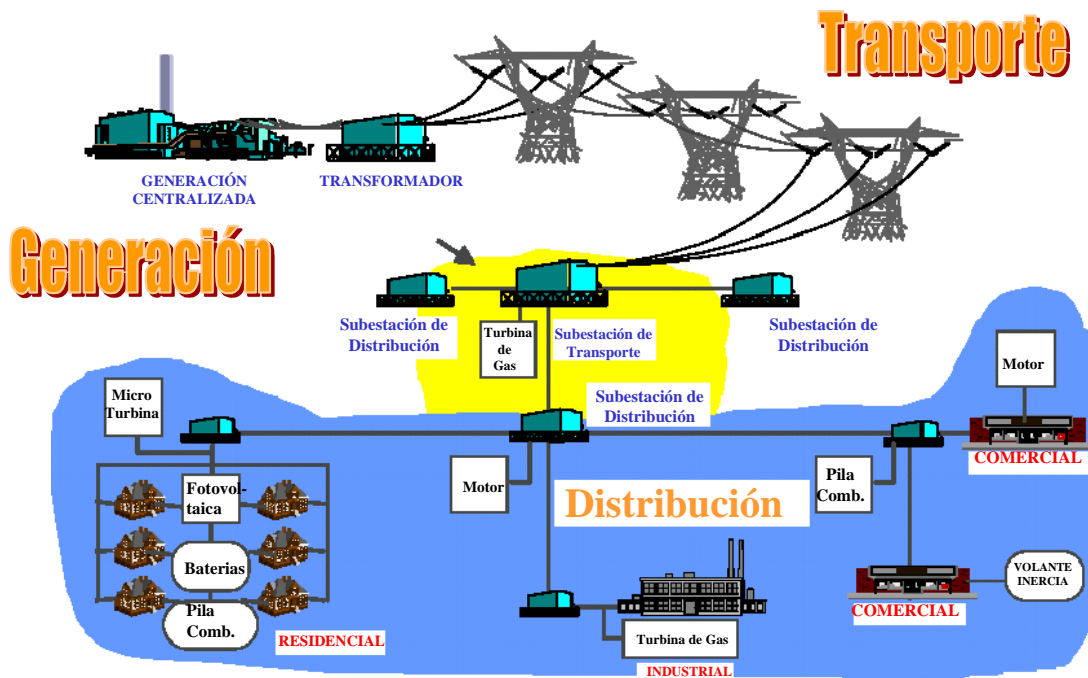 Transporte
GENERACIÓN
CENTRALIZADA
TRANSFORMADOR
Generación
Subestación de
Distribución
Turbina
de
Gas
Subestación de
Transporte
Subestación de
Distribución
Subestación de
Distribución
Micro
Turbina
Motor
COMERCIAL
Fotovol-
taica
Baterias
Pila
Comb.
RESIDENCIAL
Motor
Distribución
Pila
Comb.
VOLANTE
INERCIA
COMERCIAL
Turbina de Gas
INDUSTRIAL